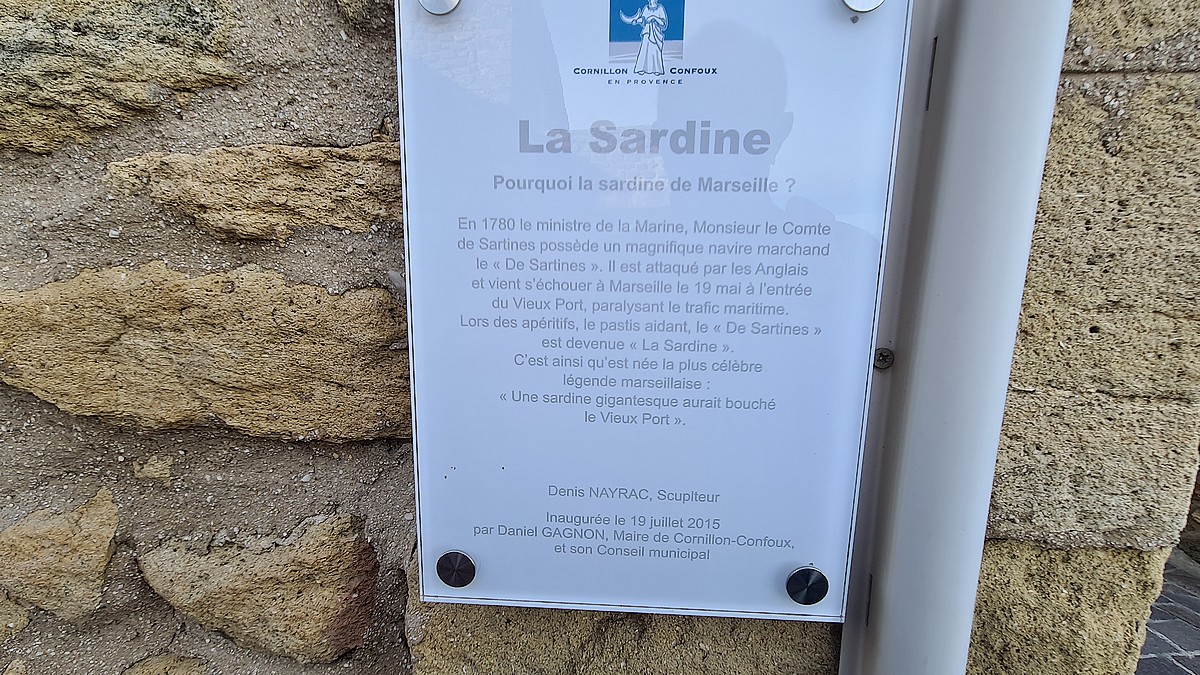 CORNILLON CONFOUX
EN PROVENCE
La Sardine
Pourquoi la sardine de Marseille ?
En 1780 le ministre de la Marine, Monsieur le Comte
de Sartines possède un magnifique navire marchand
le « De Sartines ». Il est attaqué par les Anglais
et vient s'échouer à Marseille le 19 mai à l'entrée
du Vieux Port, paralysant le trafic maritime.
Lors des apéritifs, le pastis aidant, le « De Sartines »
est devenue « La Sardine ».
C'est ainsi qu'est née la plus célèbre
légende marseillaise :
« Une sardine gigantesque aurait bouché
le Vieux Port ».
Denis NAYRAC, Scuplteur
Inaugurée le 19 juillet 2015
par Daniel GAGNON, Maire de Cornillon-Confoux,
et son Conseil municipal